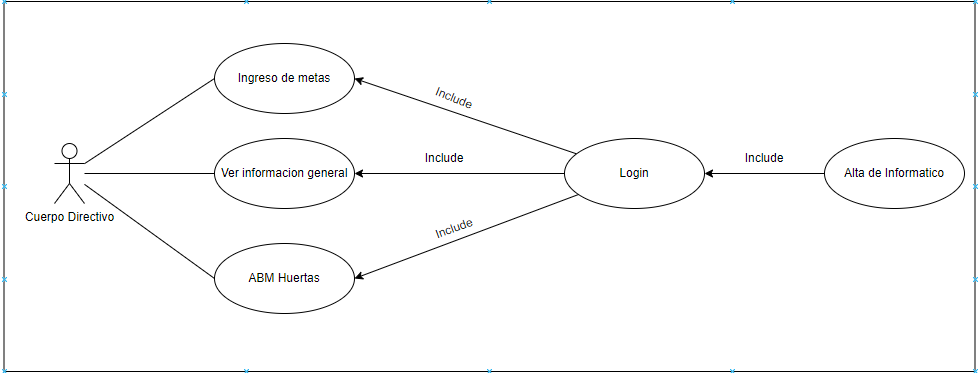 Ingreso de metas
Include
Ver informacion general
Include
Login
Include
Alta de Informatico
Cuerpo Directivo
Include
ABM Huertas